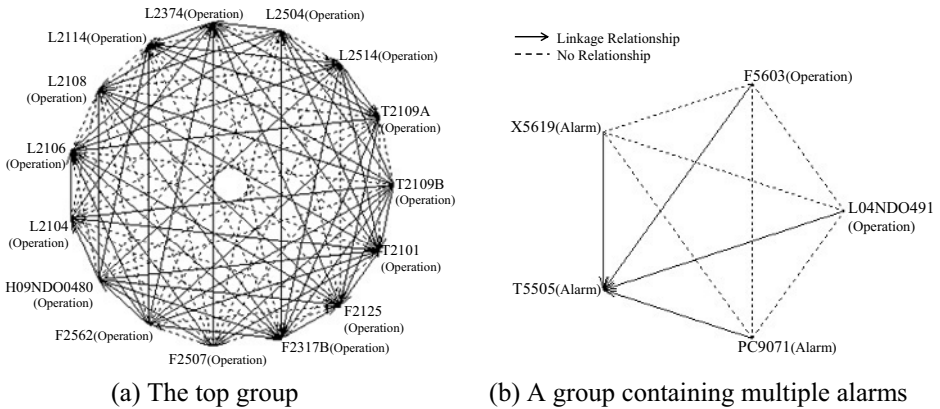 L2374(Operation)
L2504(Operation)
L2114(Operation)
L2514(Operation)
L2108
(Operation)
T2109A
(Operation)
L2106
(Operation)
T2109B
(Operation)
L2104
(Operation)
T2101
(Operation)
H09NDO0480
(Operation)
F2125
(Operation)
F2562(Operation)
F2317B(Operation)
F2507(Operation)
(a) The top group
Linkage Relationship
No Relationship
F5603(Operation)
X5619(Alarm)
L04NDO491
(Operation)
T5505(Alarm)
PC9071(Alarm)
(b) A group containing multiple alarms